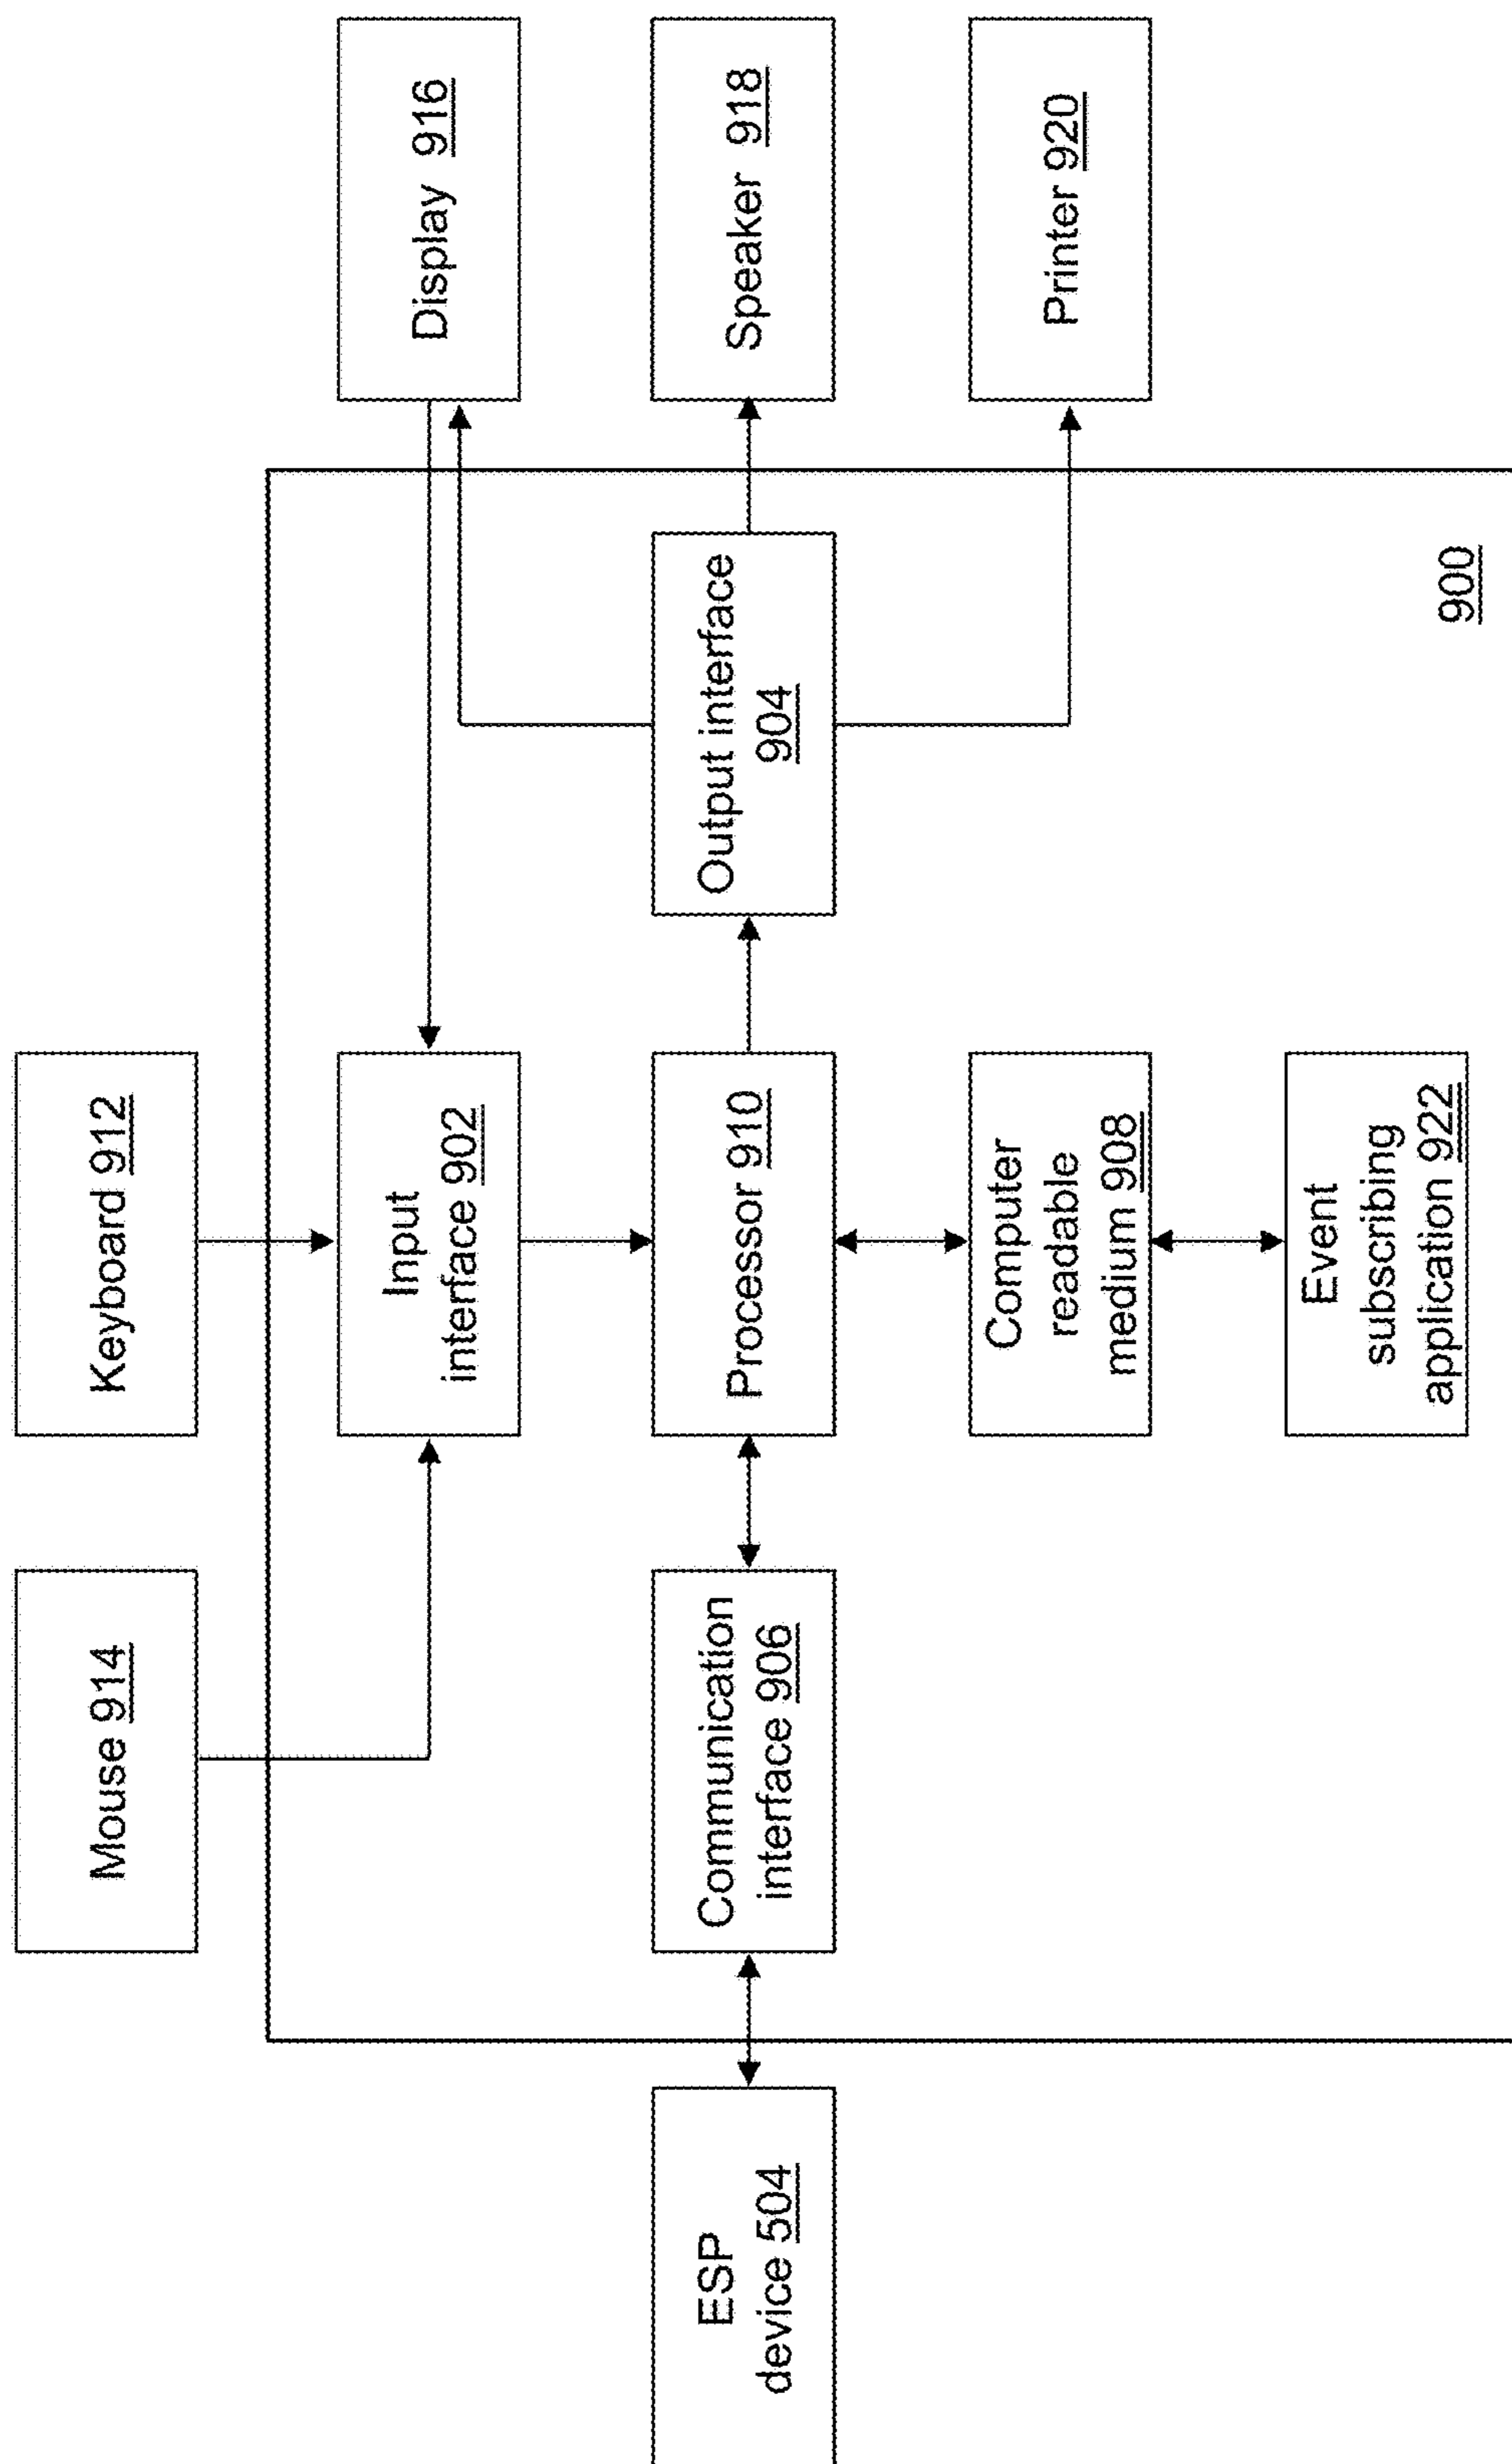 Mouse 914
Keyboard 912
Input
interface 902
Display 916
ESP
device 504
Communication
interface 906
Processor 910
Output interface
904
Speaker 918
Computer
readable
medium 908
Printer 920
Event
subscribing
application 922
900